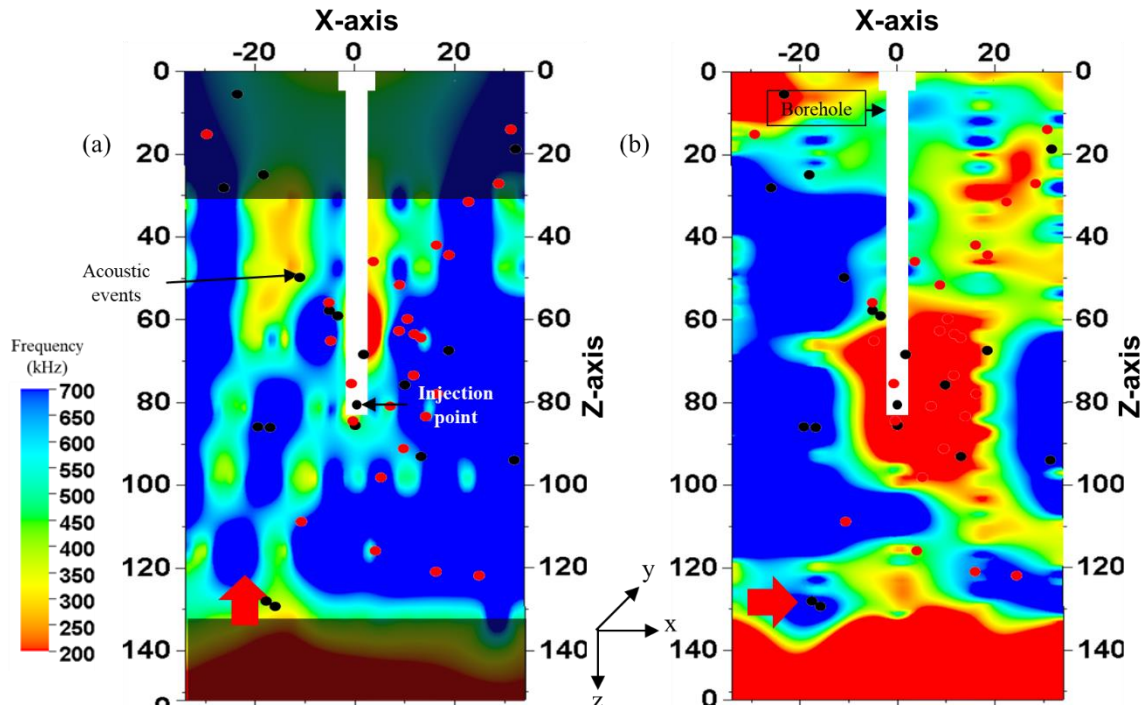 X-axis
X-axis
-20 0 20
-20 0 20
0 0 0 0
(a)
(b)
Borehole
20 20 20 20
40 40 40 40
Acoustic
events
60 60 60 60
Frequency
(kHz)
Z-axis
Z-axis
700
650
600
550
500
450
400
350
300
250
200
Injection
point
80 80 80 80
100 100 100 100
120 120 120 120
y
x
z
140 140 140 140
0